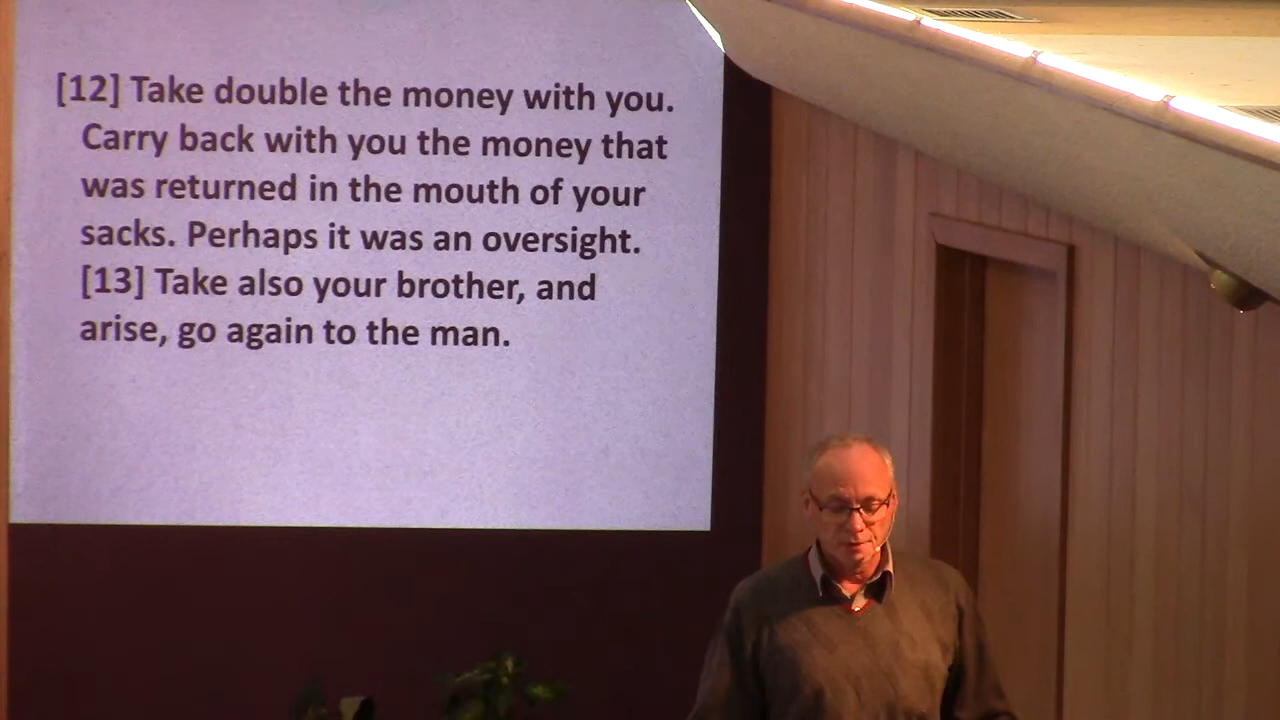 [12] Take double the money with you.
Carry back with you the money that
was returned in the mouth of your
sacks. Perhaps it was an oversight.
[13] Take also your brother, and
arise, go again to the man.